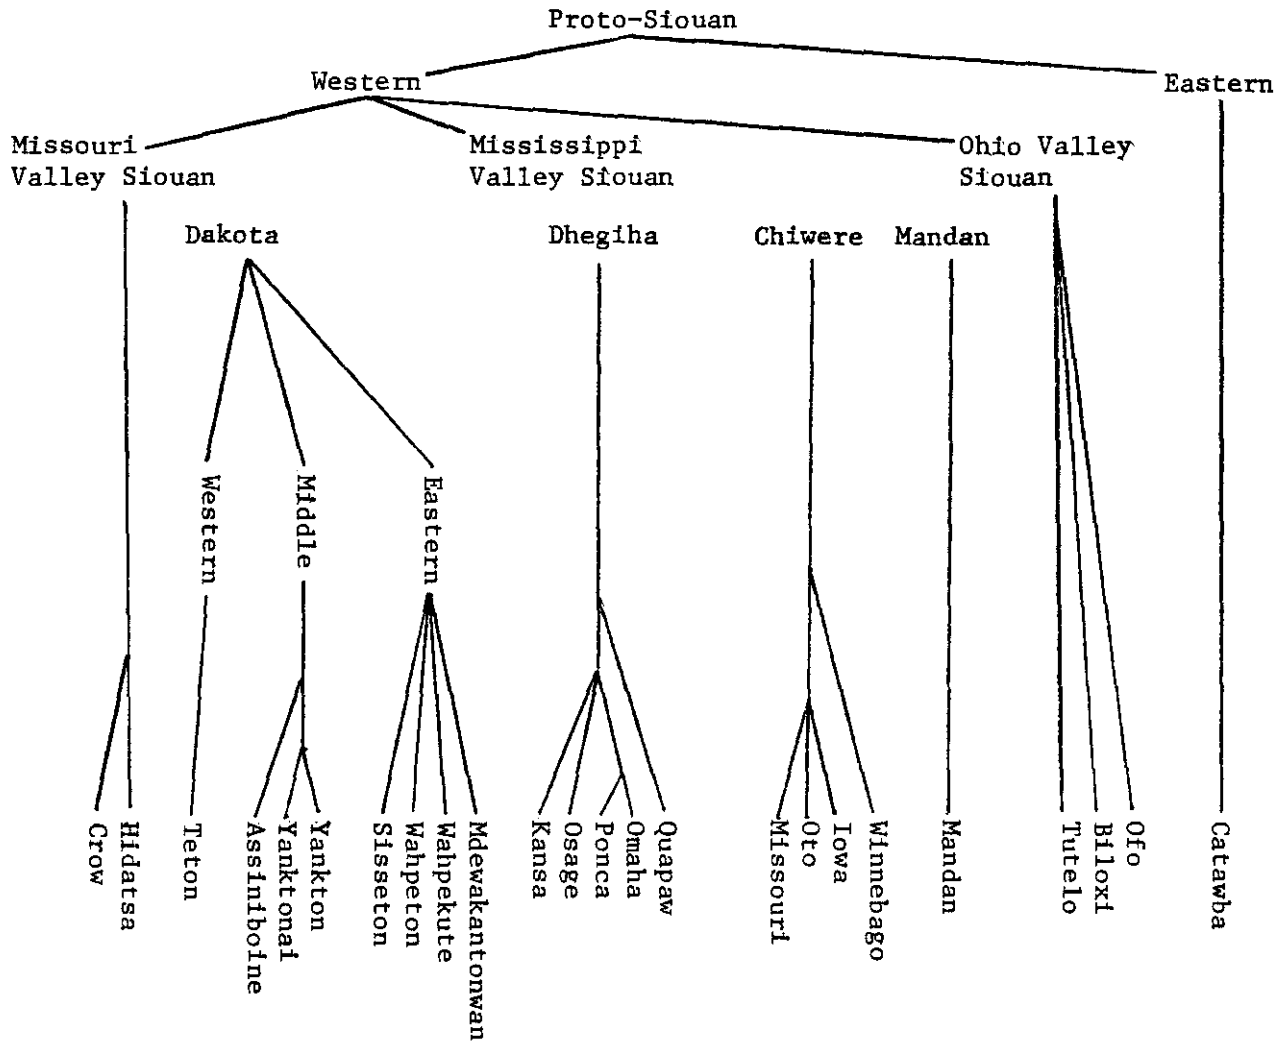 Proto-Siouan
Western
Eastern
Missouri
Valley Siouan
Mississippi
Valley Siouan
Ohio Valley
Siouan
Dakota
Dhegiha
Chiwere
Mandan
Western
Middle
Eastern
Crow
Hidatsa
Teton
Assiniboine
Yanktonai
Yankton
Sisseton
Wahpeton
Wahpekute
Mdewakantonwan
Kansa
Osage
Ponca
Omaha
Quapaw
Missouri
Oto
Iowa
Winnebago
Mandan
Tutelo
Biloxi
Ofo
Catawba